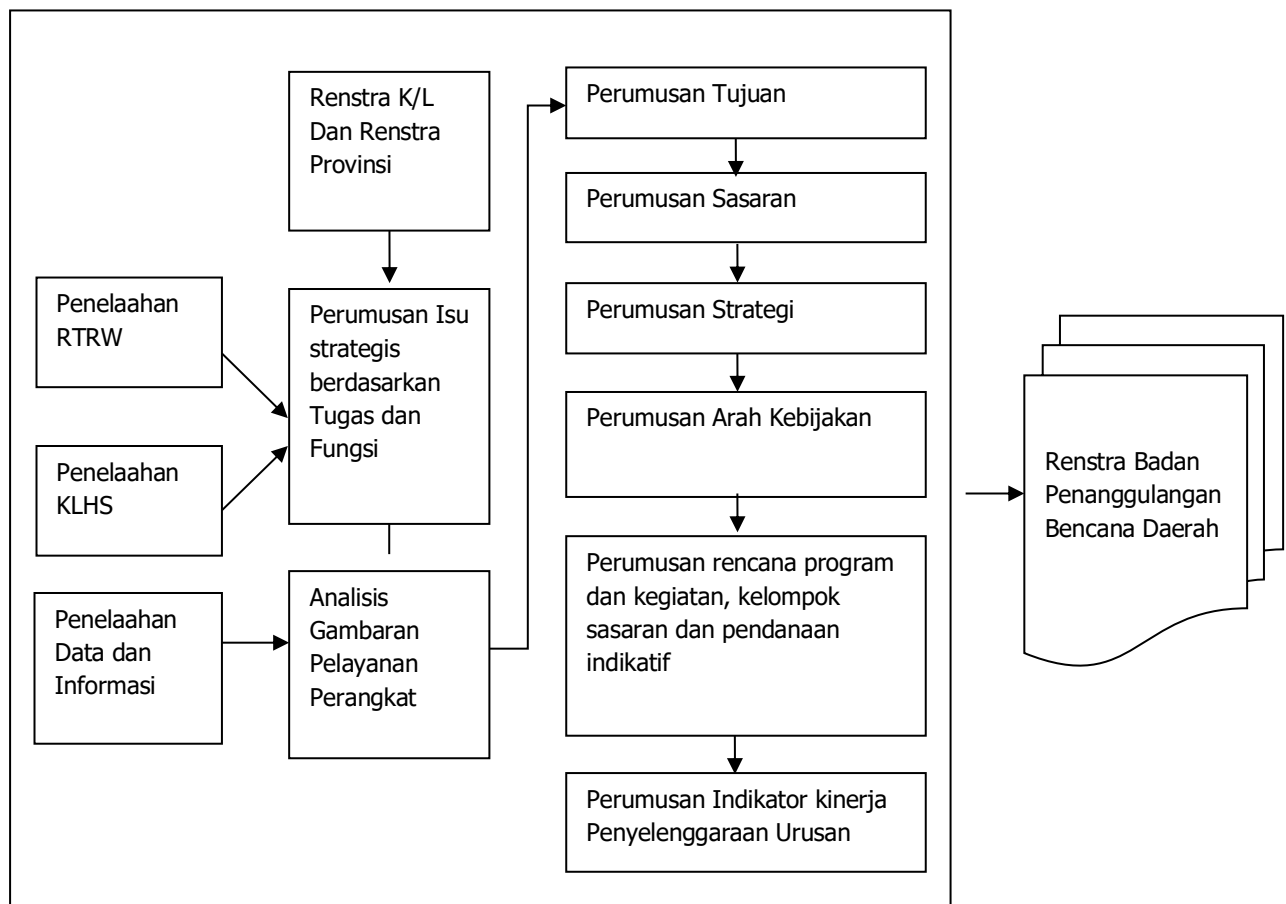 Renstra K/L
Dan Renstra
Provinsi
Penelaahan
RTRW
Perumusan Isu
strategis
berdasarkan
Tugas dan
Fungsi
Penelaahan
KLHS
Penelaahan
Data dan
Informasi
Analisis
Gambaran
Pelayanan
Perangkat
Perumusan Tujuan
Perumusan Sasaran
Perumusan Strategi
Perumusan Arah Kebijakan
Perumusan rencana program
dan kegiatan, kelompok
sasaran dan pendanaan
indikatif
Perumusan Indikator kinerja
Penyelenggaraan Urusan
Renstra Badan
Penanggulangan
Bencana Daerah